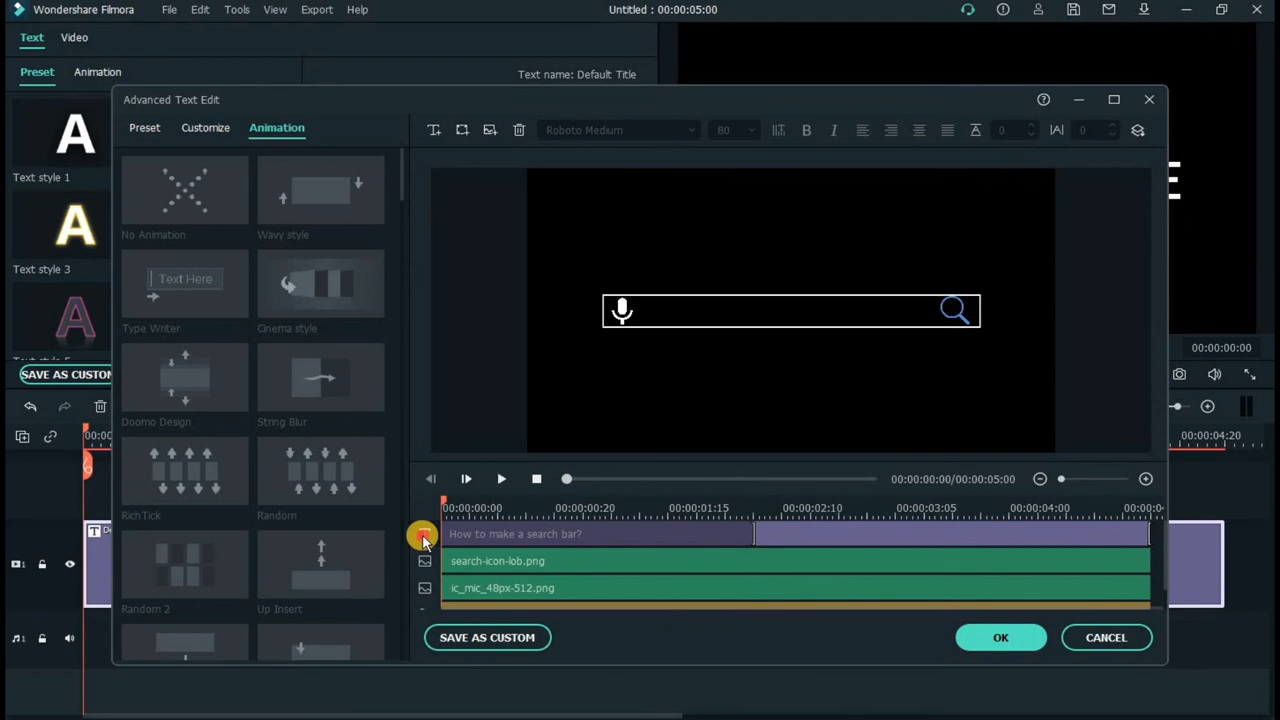 Wondershare Filmora
File
Edit
Tools
View
Export
Help
Untitled : 00:00:05:00
Text
Video
Preset
Animation
Text name: Default Title
A
Text style 1
A
Text style 3
A
SAVE AS CUSTOM
Advanced Text Edit
Preset
Customize
Animation
Roboto Medium
80
B
I
0
0
No Animation
Wavy style
Text Here
Type Writer
Cinema style
Doomo Design
String Blur
RichTick
Random
Random 2
Up Insert
00:00:00:00/00:00:05:00
00:00:00:00
00:00:00:20
00:00:01:15
00:00:02:10
00:00:03:05
00:00:04:00
How to make a search bar?
search-icon-lob.png
ic_mic_48px-512.png
SAVE AS CUSTOM
OK
CANCEL
00:00:00:00
00:00:04:20